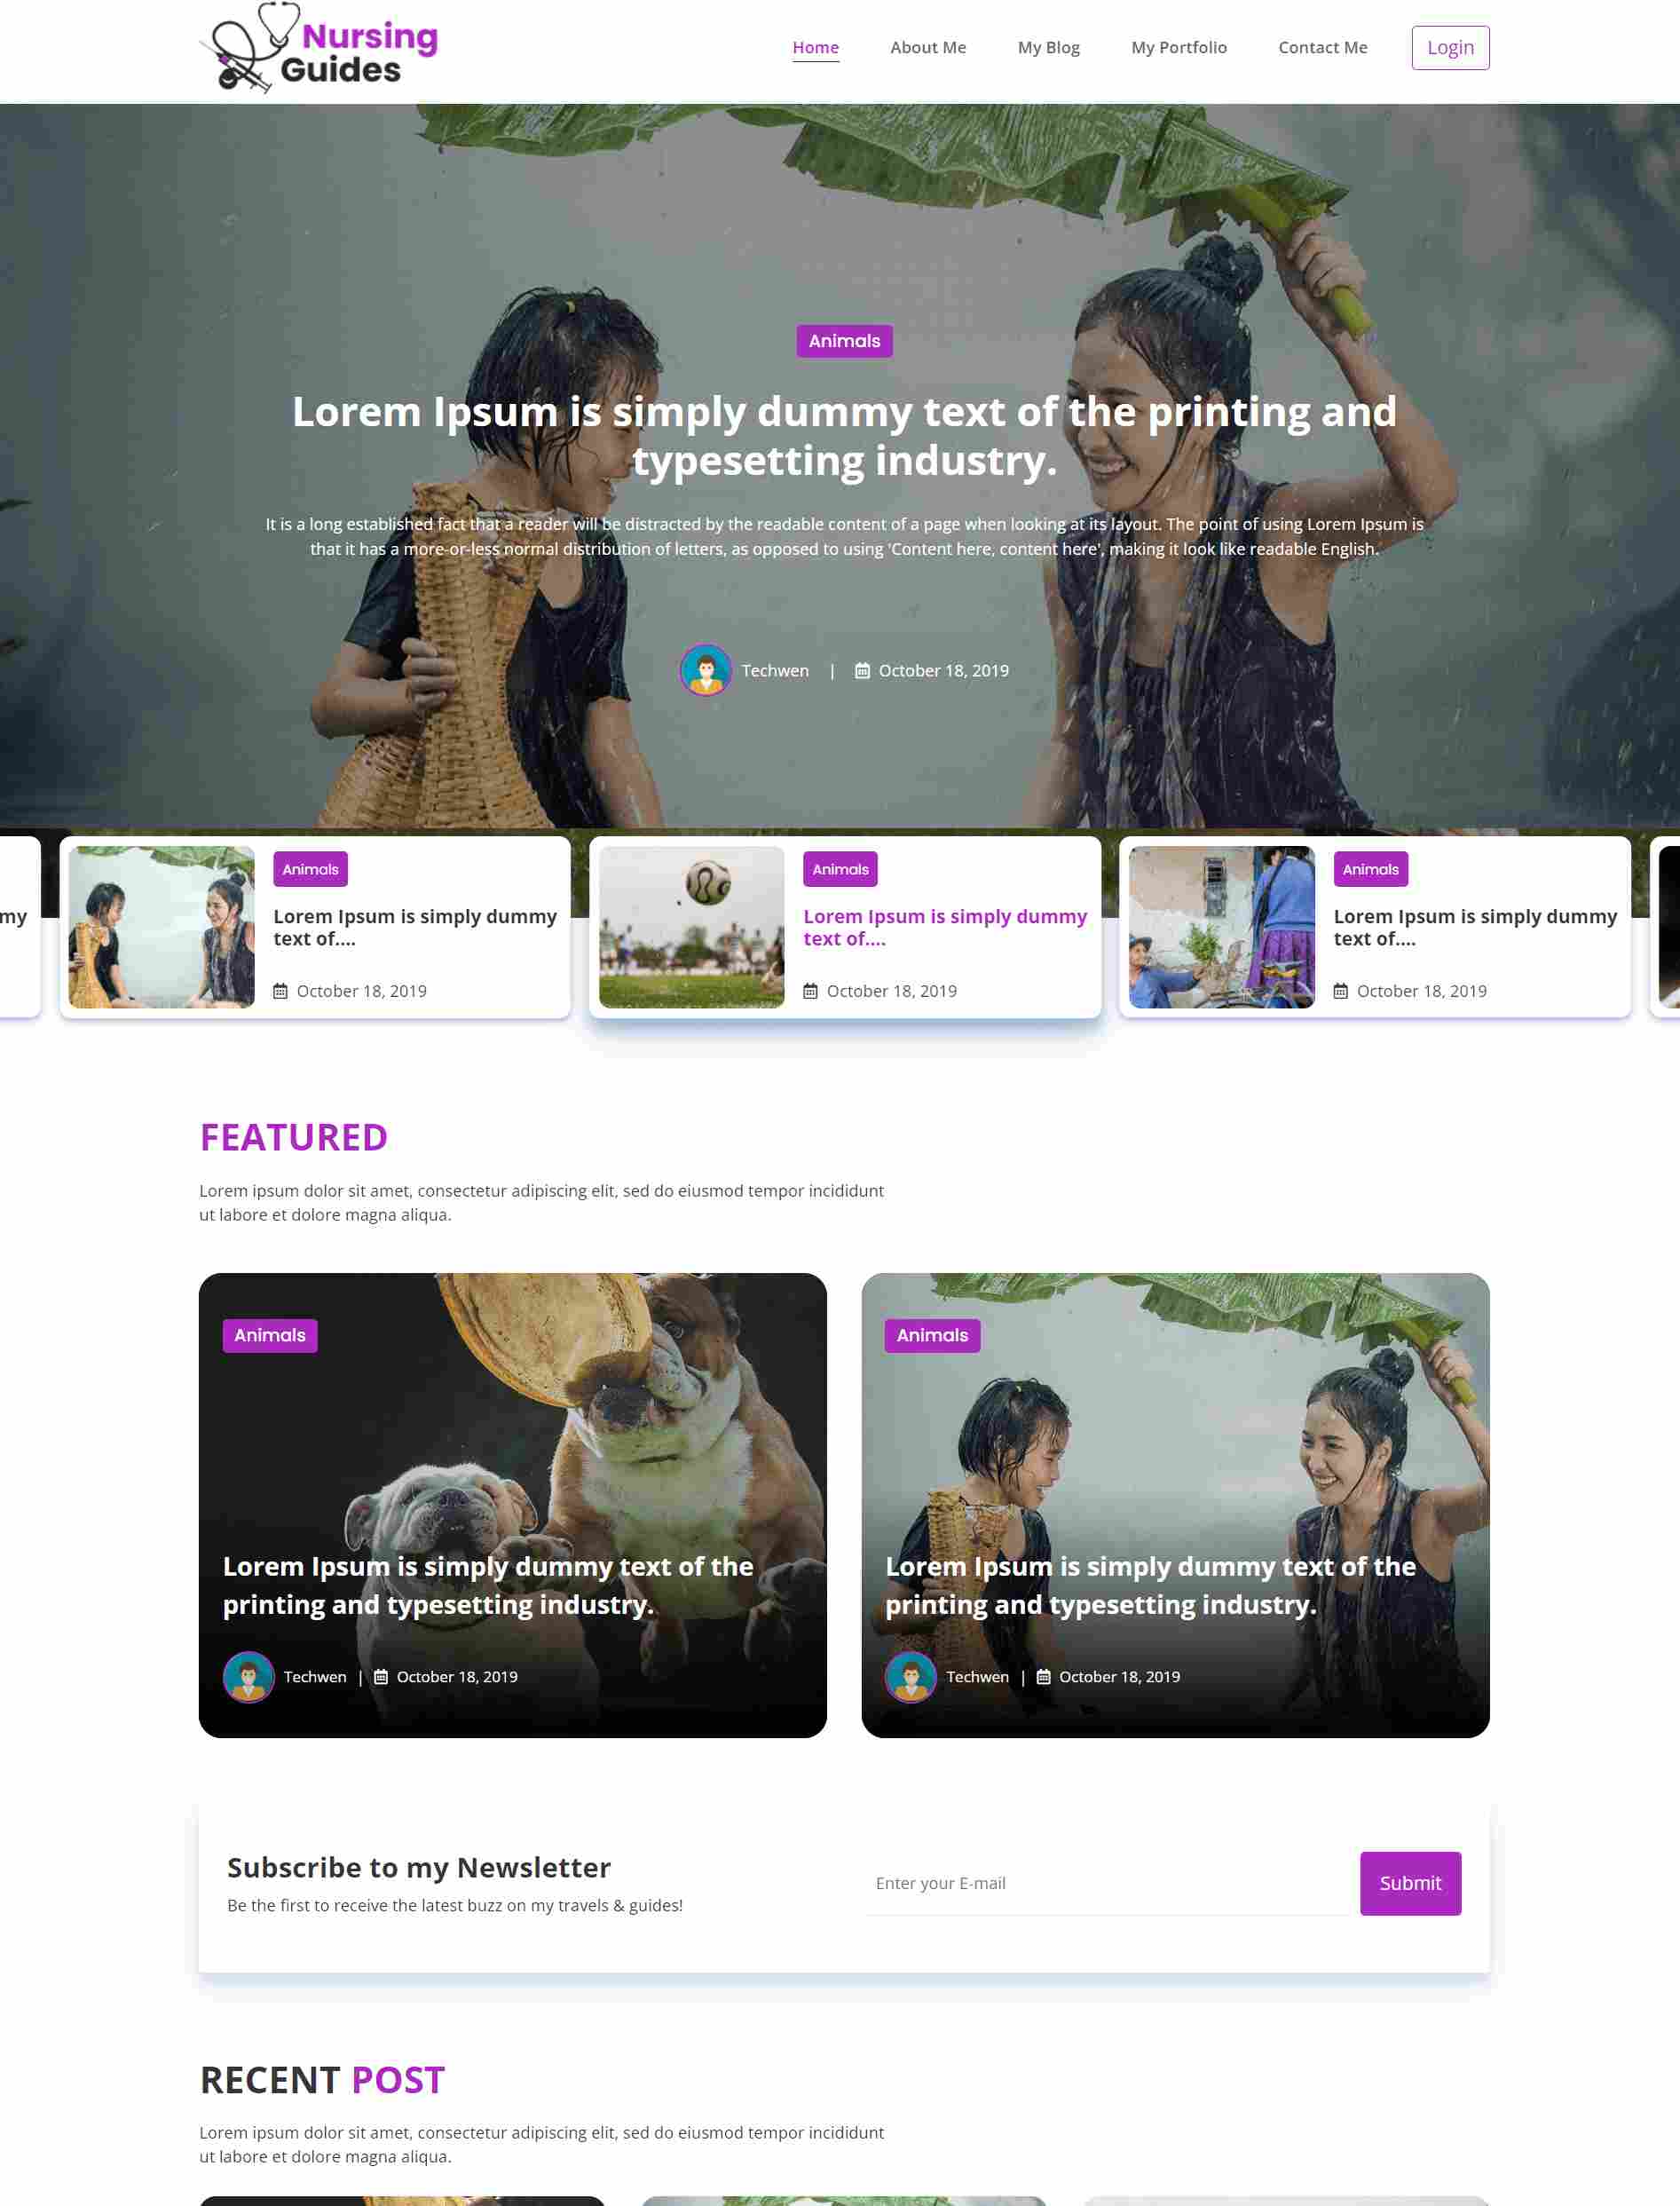 Nursing
Guides
Home
About Me
My Blog
My Portfolio
Contact Me
Login
Animals
Lorem Ipsum is simply dummy text of the printing and
typesetting industry.
It is a long established fact that a reader will be distracted by the readable content of a page when looking at its layout. The point of using Lorem Ipsum is
that it has a more-or-less normal distribution of letters, as opposed to using 'Content here, content here', making it look like readable English.
Techwen | October 18, 2019
my
Animals
Lorem Ipsum is simply dummy
text of....
October 18, 2019
Animals
Lorem Ipsum is simply dummy
text of....
October 18, 2019
Animals
Lorem Ipsum is simply dummy
text of....
October 18, 2019
FEATURED
Lorem ipsum dolor sit amet, consectetur adipiscing elit, sed do eiusmod tempor incididunt
ut labore et dolore magna aliqua.
Animals
Lorem Ipsum is simply dummy text of the
printing and typesetting industry.
Techwen | October 18, 2019
Animals
Lorem Ipsum is simply dummy text of the
printing and typesetting industry.
Techwen | October 18, 2019
Subscribe to my Newsletter
Be the first to receive the latest buzz on my travels & guides!
Enter your E-mail
Submit
RECENT POST
Lorem ipsum dolor sit amet, consectetur adipiscing elit, sed do eiusmod tempor incididunt
ut labore et dolore magna aliqua.